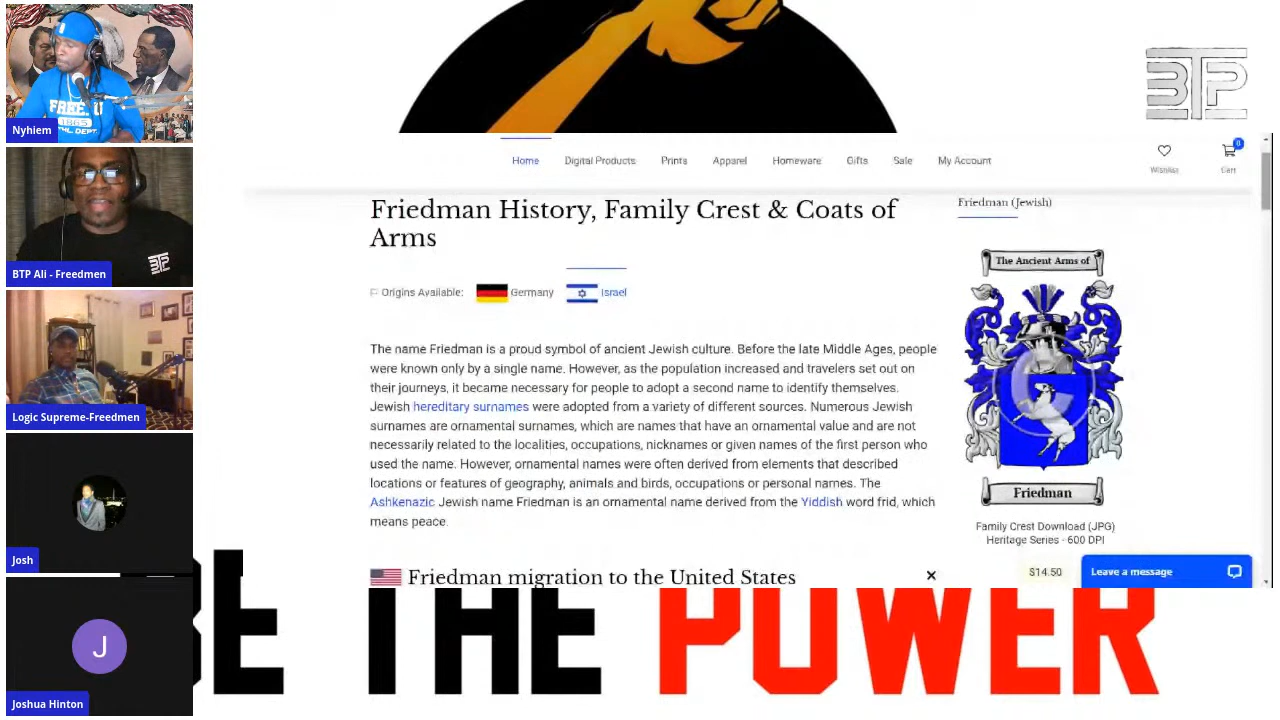 Nyhiem
1865
BTP Ali - Freedmen
BTP
Logic Supreme-Freedmen
Josh
J
Joshua Hinton
BTP
Home
Digital Products
Prints
Apparel
Homeware
Gifts
Sale
My Account
Wishlist
Cart
Friedman History, Family Crest & Coats of
Arms
Origins Available:
Germany
Israel
The name Friedman is a proud symbol of ancient Jewish culture. Before the late Middle Ages, people
were known only by a single name. However, as the population increased and travelers set out on
their journeys, it became necessary for people to adopt a second name to identify themselves.
Jewish hereditary surnames were adopted from a variety of different sources. Numerous Jewish
surnames are ornamental surnames, which are names that have an ornamental value and are not
necessarily related to the localities, occupations, nicknames or given names of the first person who
used the name. However, ornamental names were often derived from elements that described
locations or features of geography, animals and birds, occupations or personal names. The
Ashkenazic Jewish name Friedman is an ornamental name derived from the Yiddish word frid, which
means peace.
Friedman migration to the United States
Friedman (Jewish)
The Ancient Arms of
Friedman
Family Crest Download (JPG)
Heritage Series - 600 DPI
$14.50
Leave a message
BE THE POWER